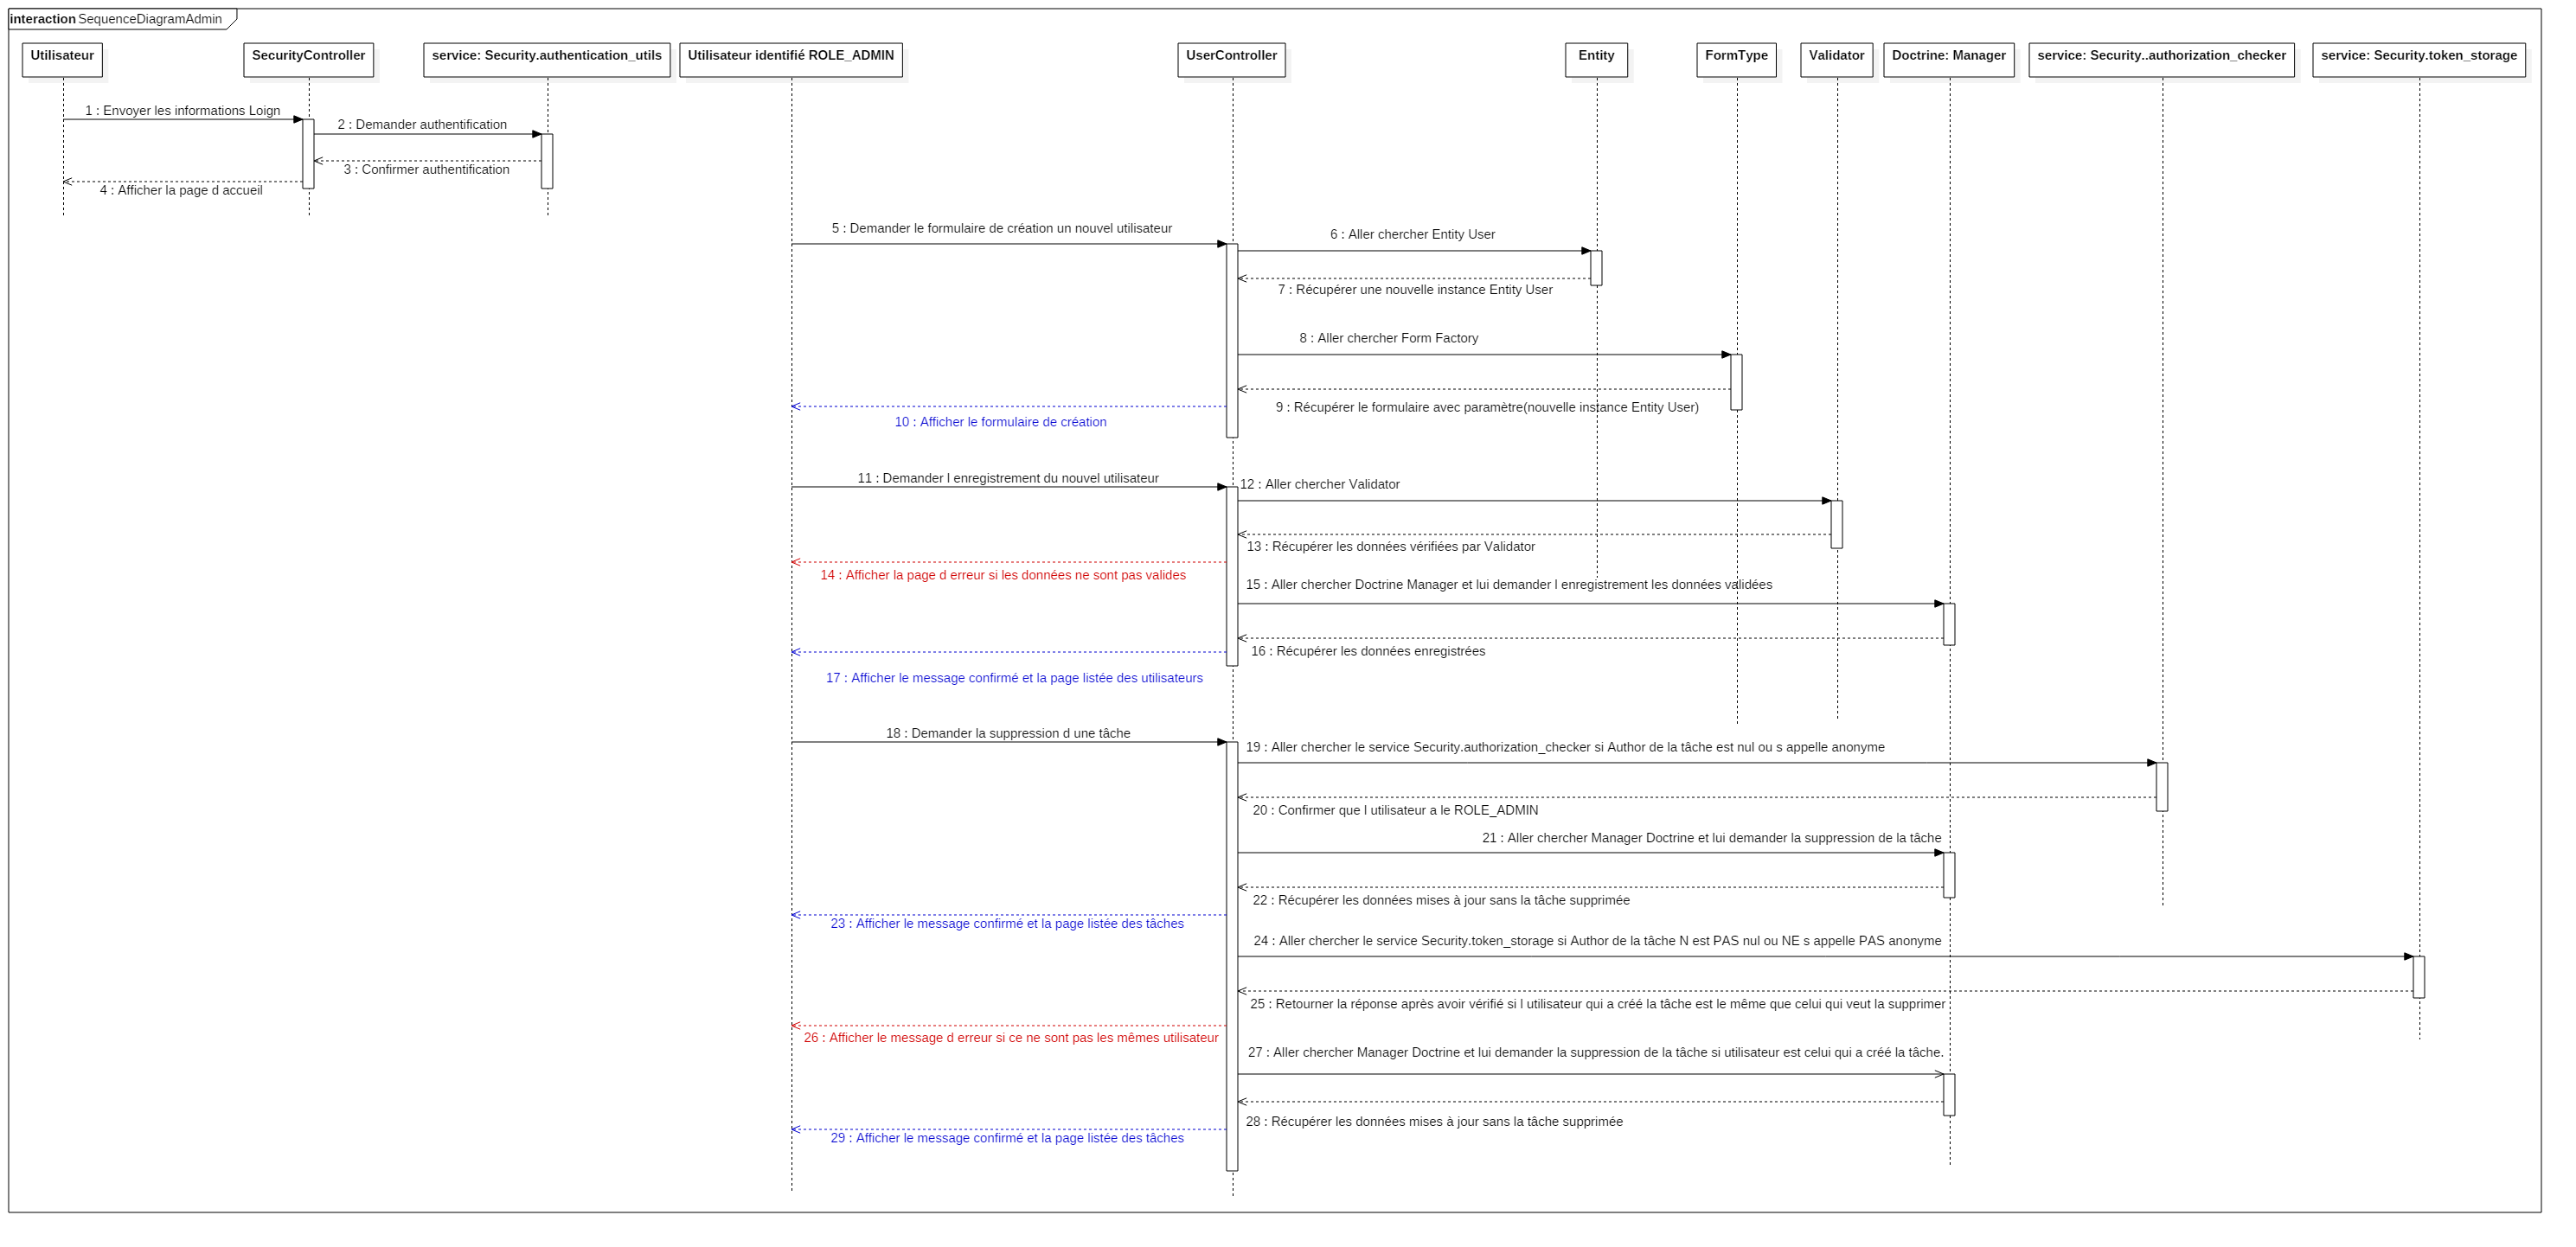 interaction SequenceDiagramAdmin
Utilisateur
SecurityController
service: Security.authentication_utils
Utilisateur identifié ROLE_ADMIN
UserController
Entity
FormType
Validator
Doctrine: Manager
service: Security..authorization_checker
service: Security.token_storage
1 : Envoyer les informations Loign
2 : Demander authentification
3 : Confirmer authentification
4 : Afficher la page d accueil
5 : Demander le formulaire de création un nouvel utilisateur
6 : Aller chercher Entity User
7 : Récupérer une nouvelle instance Entity User
8 : Aller chercher Form Factory
9 : Récupérer le formulaire avec paramètre(nouvelle instance Entity User)
10 : Afficher le formulaire de création
11 : Demander l enregistrement du nouvel utilisateur
12 : Aller chercher Validator
13 : Récupérer les données vérifiées par Validator
14 : Afficher la page d erreur si les données ne sont pas valides
15 : Aller chercher Doctrine Manager et lui demander l enregistrement les données validées
16 : Récupérer les données enregistrées
17 : Afficher le message confirmé et la page listée des utilisateurs
18 : Demander la suppression d une tâche
19 : Aller chercher le service Security.authorization_checker si Author de la tâche est nul ou s appelle anonyme
20 : Confirmer que l utilisateur a le ROLE_ADMIN
21 : Aller chercher Manager Doctrine et lui demander la suppression de la tâche
22 : Récupérer les données mises à jour sans la tâche supprimée
23 : Afficher le message confirmé et la page listée des tâches
24 : Aller chercher le service Security.token_storage si Author de la tâche N est PAS nul ou NE s appelle PAS anonyme
25 : Retourner la réponse après avoir vérifié si l utilisateur qui a créé la tâche est le même que celui qui veut la supprimer
26 : Afficher le message d erreur si ce ne sont pas les mêmes utilisateur
27 : Aller chercher Manager Doctrine et lui demander la suppression de la tâche si utilisateur est celui qui a créé la tâche.
28 : Récupérer les données mises à jour sans la tâche supprimée
29 : Afficher le message confirmé et la page listée des tâches